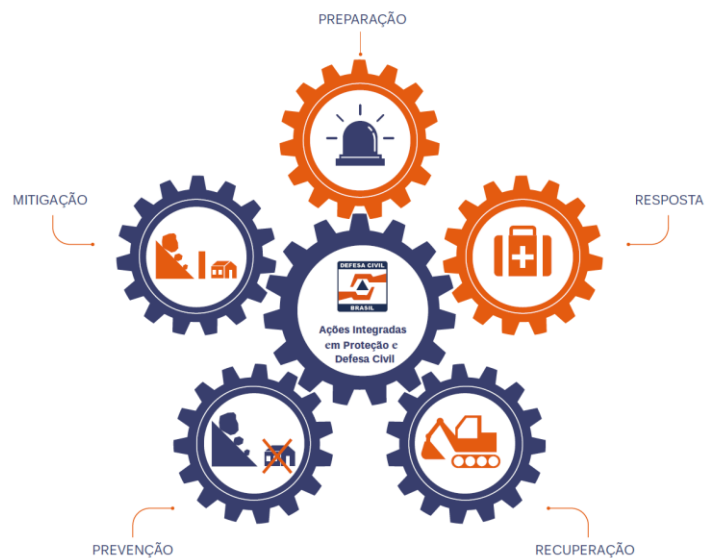 PREPARAÇÃO
MITIGAÇÃO
RESPOSTA
DEFESA CIVIL
BRASIL
Ações Integradas
em Proteção e
Defesa Civil
PREVENÇÃO
RECUPERAÇÃO